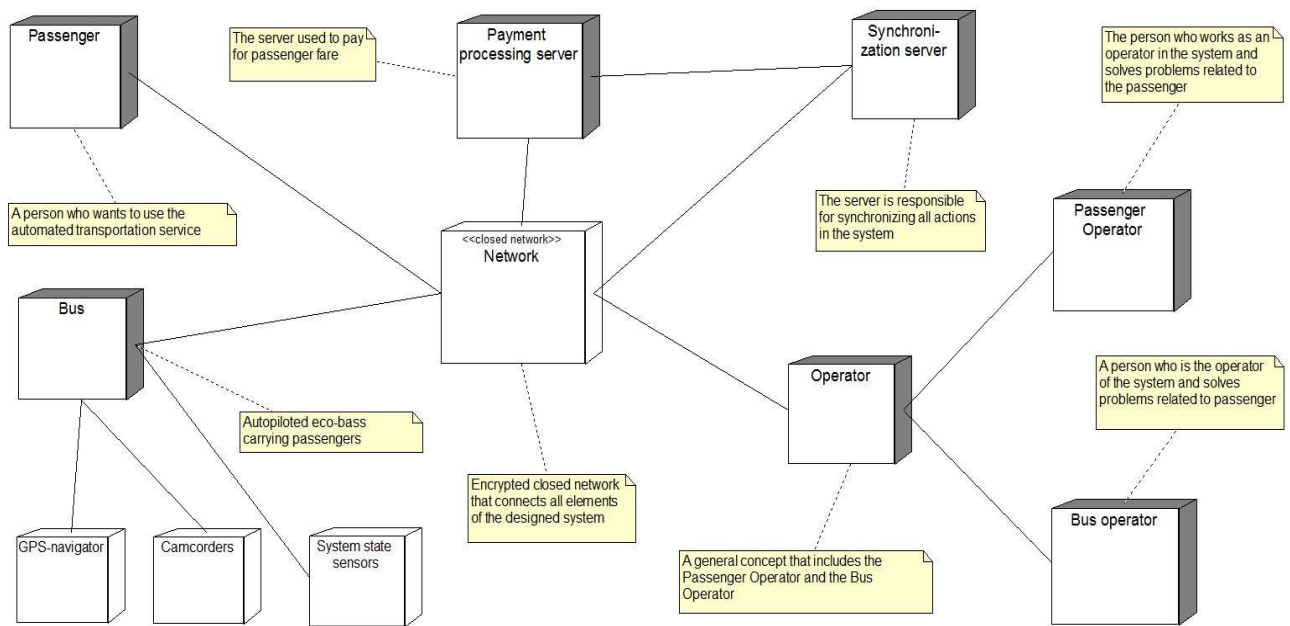 Passenger
The server used to pay
for passenger fare
Payment
processing server
Synchroni-
zation server
The person who works as an
operator in the system and
solves problems related to
the passenger
A person who wants to use the
automated transportation service
<<closed network>>
Network
The server is responsible
for synchronizing all actions
in the system
Passenger
Operator
Bus
Operator
A person who is the operator
of the system and solves
problems related to passenger
Autopiloted eco-bass
carrying passengers
Encrypted closed network
that connects all elements
of the designed system
Bus operator
GPS-navigator
Camcorders
System state
sensors
A general concept that includes the
Passenger Operator and the Bus
Operator